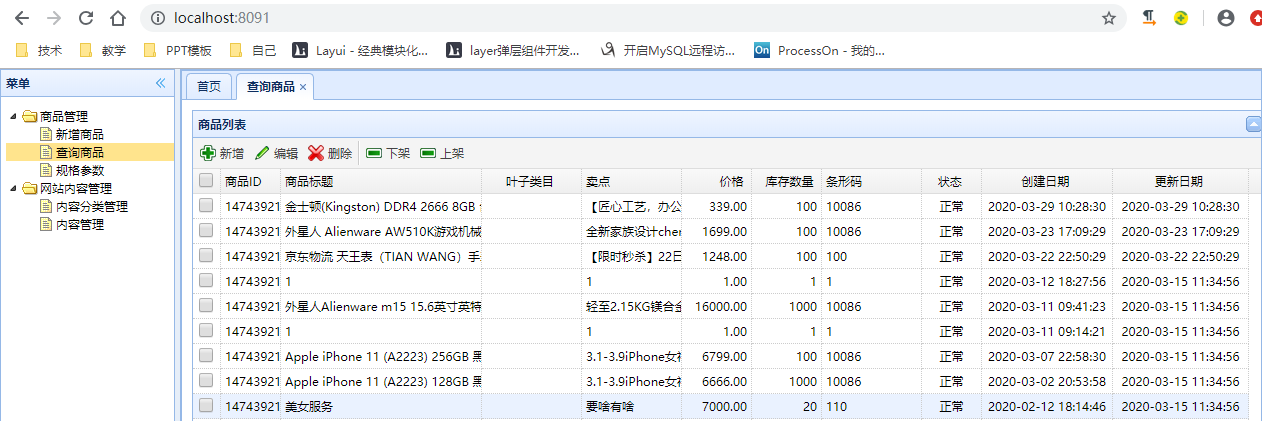 localhost:8091
技术 教学 PPT模板 自己 Layui - 经典模块化... layer弹层组件开发... 开启MySQL远程访... On ProcessOn - 我的...
菜单
首页 查询商品
商品管理
新增商品
查询商品
规格参数
网站内容管理
内容分类管理
内容管理
商品列表
新增 编辑 删除 下架 上架
商品ID 商品标题 叶子类目 卖点 价格 库存数量 条形码 状态 创建日期 更新日期
14743921 金士顿(Kingston) DDR4 2666 8GB 【匠心工艺，办公 339.00 100 10086 正常 2020-03-29 10:28:30 2020-03-29 10:28:30
14743921 外星人 Alienware AW510K游戏机械 全新家族设计cher 1699.00 100 10086 正常 2020-03-23 17:09:29 2020-03-23 17:09:29
14743921 京东物流 天王表（TIAN WANG）手 【限时秒杀】22日 1248.00 100 100 正常 2020-03-22 22:50:29 2020-03-22 22:50:29
14743921 1 1 1.00 1 1 正常 2020-03-12 18:27:56 2020-03-15 11:34:56
14743921 外星人Alienware m15 15.6英寸英特 轻至2.15KG镁合金 16000.00 1000 10086 正常 2020-03-11 09:41:23 2020-03-15 11:34:56
14743921 1 1 1.00 1 1 正常 2020-03-11 09:14:21 2020-03-15 11:34:56
14743921 Apple iPhone 11 (A2223) 256GB 黑 3.1-3.9iPhone女神 6799.00 100 10086 正常 2020-03-07 22:58:30 2020-03-15 11:34:56
14743921 Apple iPhone 11 (A2223) 128GB 黑 3.1-3.9iPhone女神 6666.00 1000 10086 正常 2020-03-02 20:53:58 2020-03-15 11:34:56
14743921 美女服务 要啥有啥 7000.00 20 110 正常 2020-02-12 18:14:46 2020-03-15 11:34:56